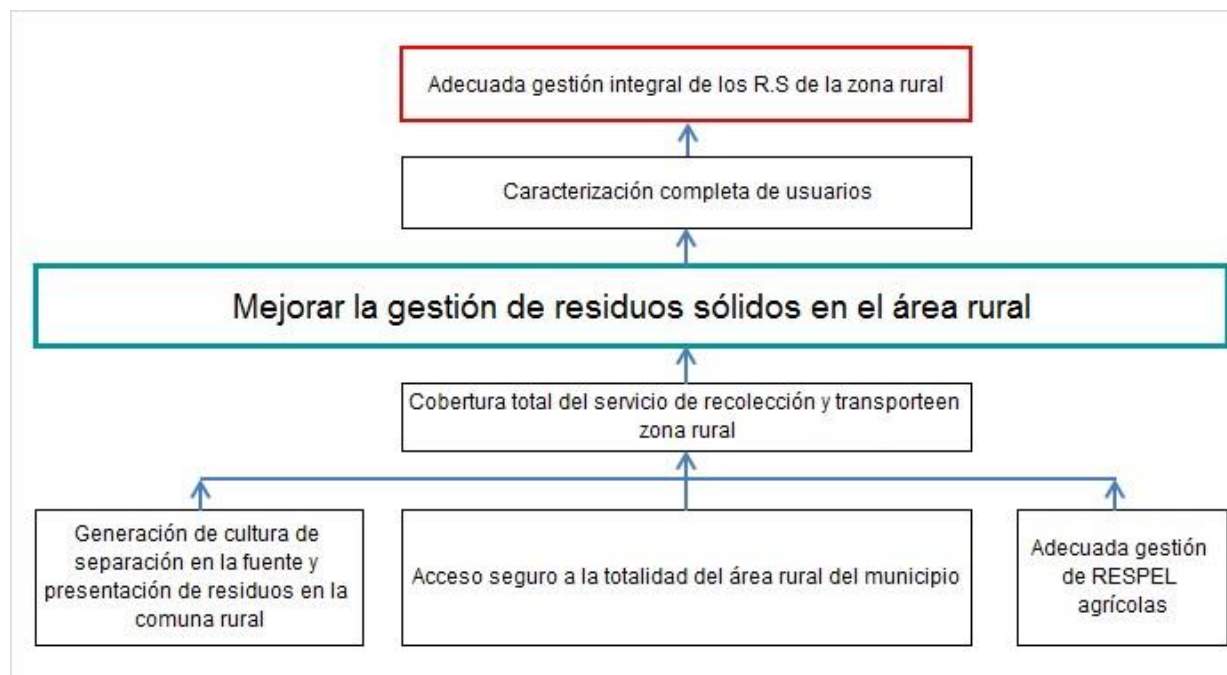 Adecuada gestión integral de los R.S de la zona rural
Caracterización completa de usuarios
Mejorar la gestión de residuos sólidos en el área rural
Cobertura total del servicio de recolección y transporteen
zona rural
Generación de cultura de
separación en la fuente y
presentación de residuos en la
comuna rural
Acceso seguro a la totalidad del área rural del municipio
Adecuada gestión
de RESPEL
agrícolas